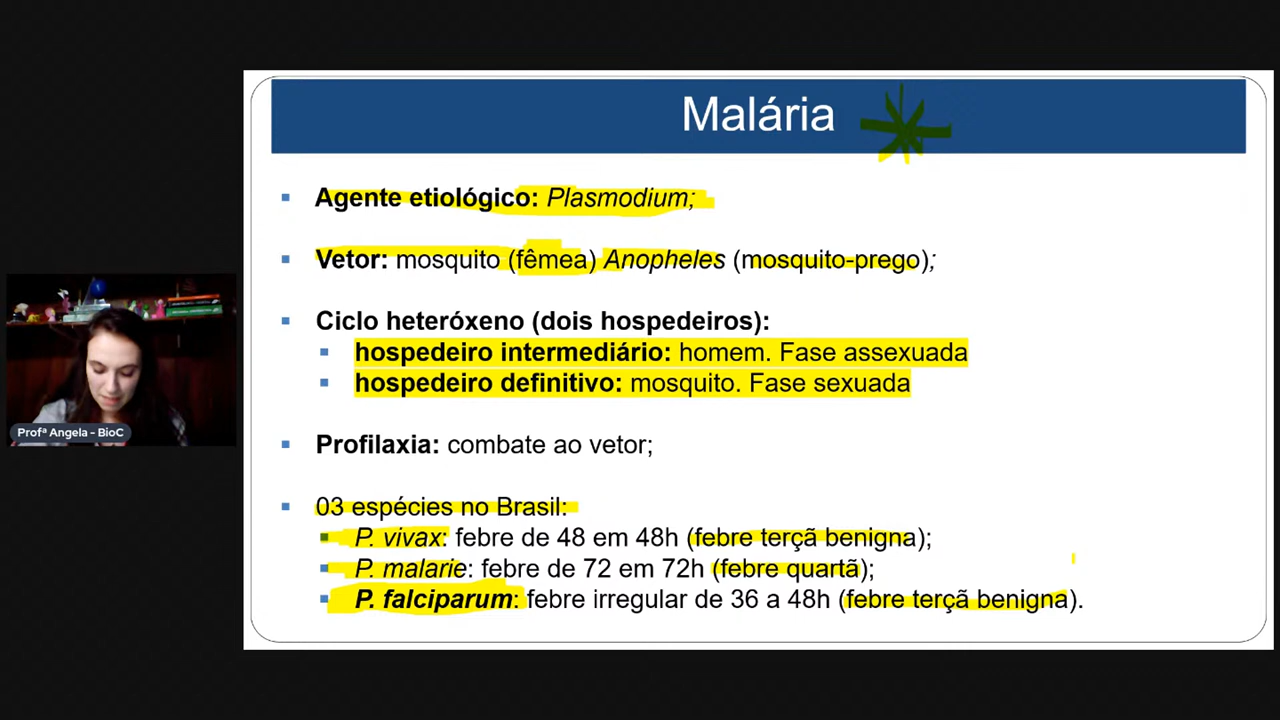 Malária
Agente etiológico: Plasmodium;
Vetor: mosquito (fêmea) Anopheles (mosquito-prego);
Ciclo heteróxeno (dois hospedeiros):
hospedeiro intermediário: homem. Fase assexuada
hospedeiro definitivo: mosquito. Fase sexuada
Profilaxia: combate ao vetor;
03 espécies no Brasil:
P. vivax: febre de 48 em 48h (febre terçã benigna);
P. malarie: febre de 72 em 72h (febre quartã);
P. falciparum: febre irregular de 36 a 48h (febre terçã benigna).
Profª Angela - BioC